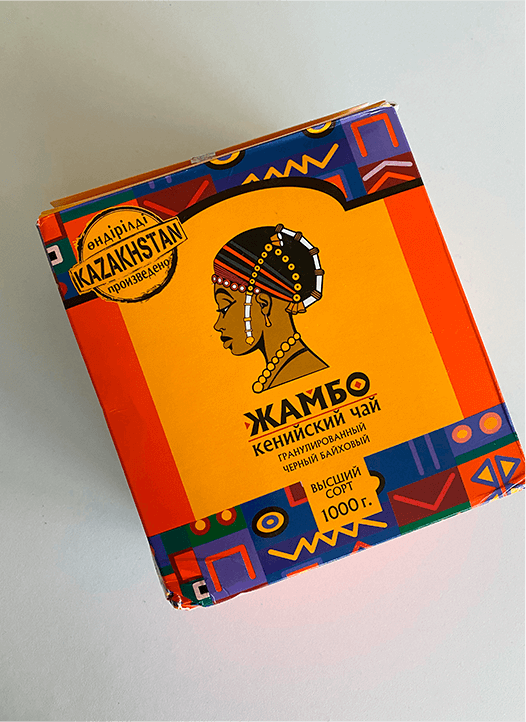 өндірілді
KAZAKHSTAN
произведено
ЖАМБО
КЕНИЙСКИЙ ЧАЙ
ГРАНУЛИРОВАННЫЙ
ЧЕРНЫЙ БАЙХОВЫЙ
ВЫСШИЙ
СОРТ
1000 г.